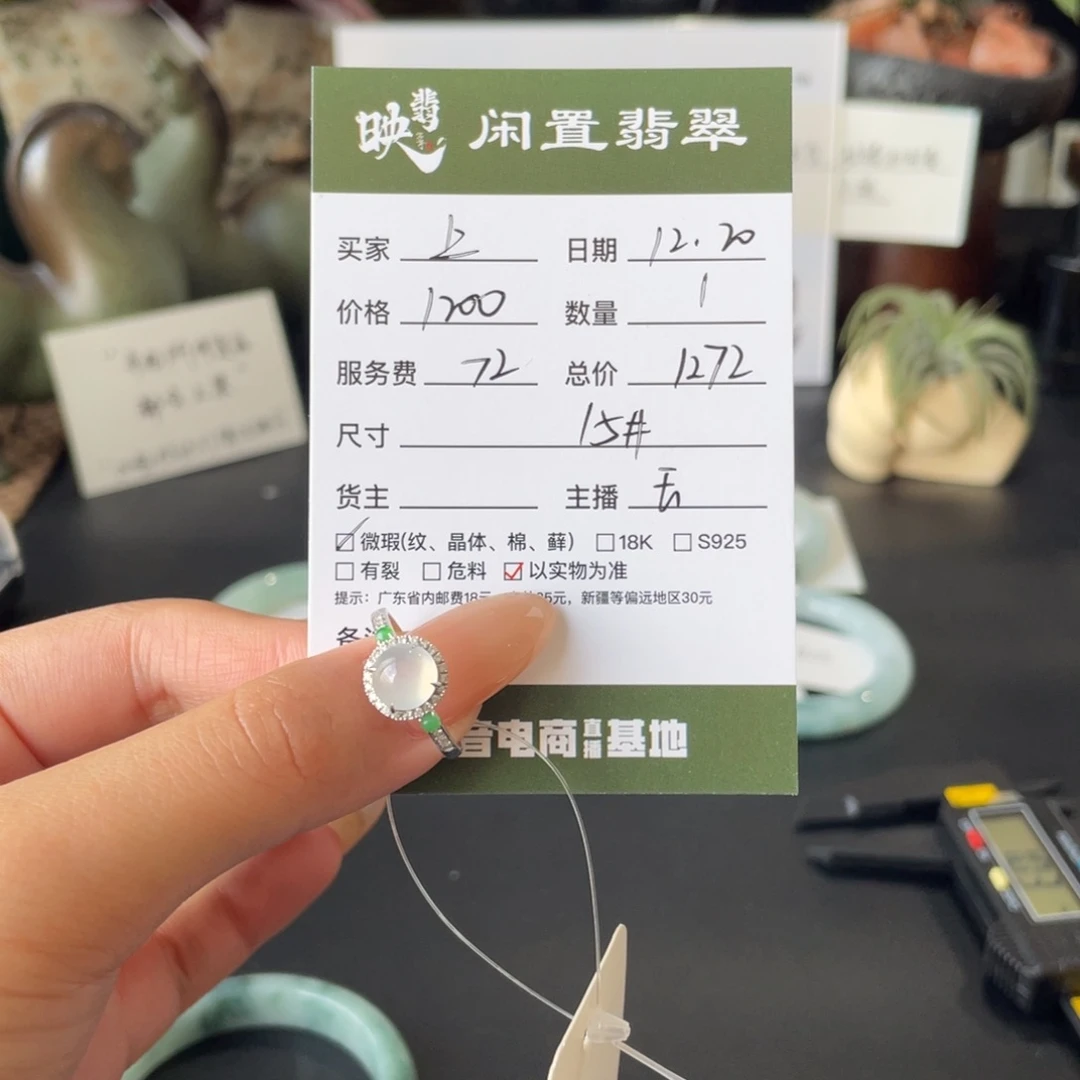 映翡 闲置翡翠
买家 日期 12.20
价格 1200 数量 1
服务费 72 总价 1272
尺寸 15#
货主 主播
微瑕(纹、晶体、棉、藓) 18K S925
有裂 危料 以实物为准
提示：广东省内邮费18元 5元，新疆等偏远地区30元
电商直播基地